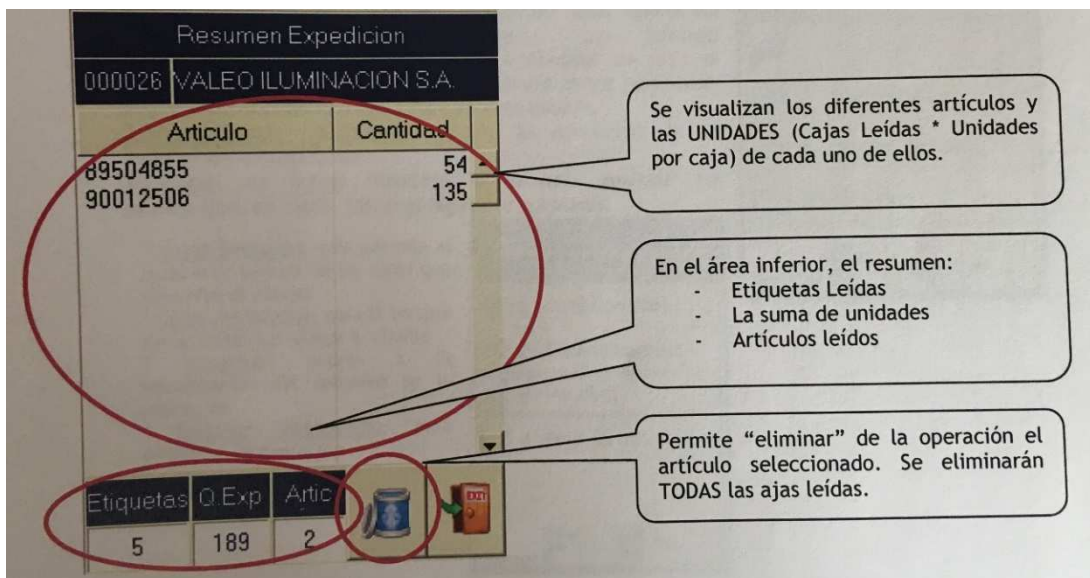 Resumen Expedicion
000026 VALEO ILUMINACION S.A.
Articulo Cantidad
89504855 54
90012506 135
Se visualizan los diferentes artículos y
las UNIDADES (Cajas Leídas * Unidades
por caja) de cada uno de ellos.
En el área inferior, el resumen:
- Etiquetas Leídas
- La suma de unidades
- Artículos leídos
Permite “eliminar” de la operación el
artículo seleccionado. Se eliminarán
TODAS las ajas leídas.
Etiquetas Q.Exp Artic
EXIT
5 189 2